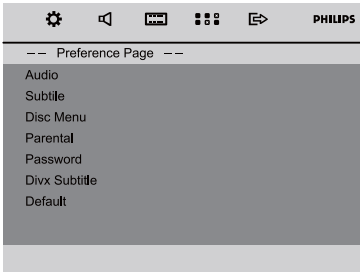 PHILIPS
-- Preference Page --
Audio
Subtile
Disc Menu
Parental
Password
Divx Subtitle
Default